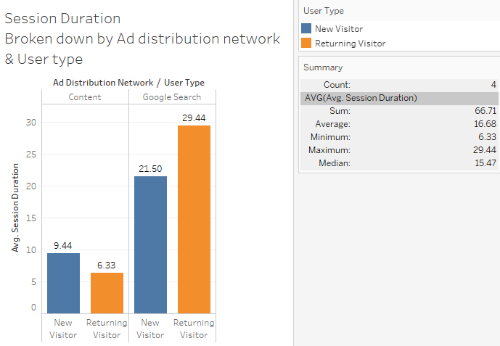 Session Duration
Broken down by Ad distribution network
& User type
Ad Distribution Network / User Type
Content
Google Search
Avg. Session Duration
30
25
20
15
10
5
0
9.44
6.33
21.50
29.44
New Visitor
Returning Visitor
New Visitor
Returning Visitor
User Type
New Visitor
Returning Visitor
Summary
Count: 4
AVG(Avg. Session Duration)
Sum: 66.71
Average: 16.68
Minimum: 6.33
Maximum: 29.44
Median: 15.47